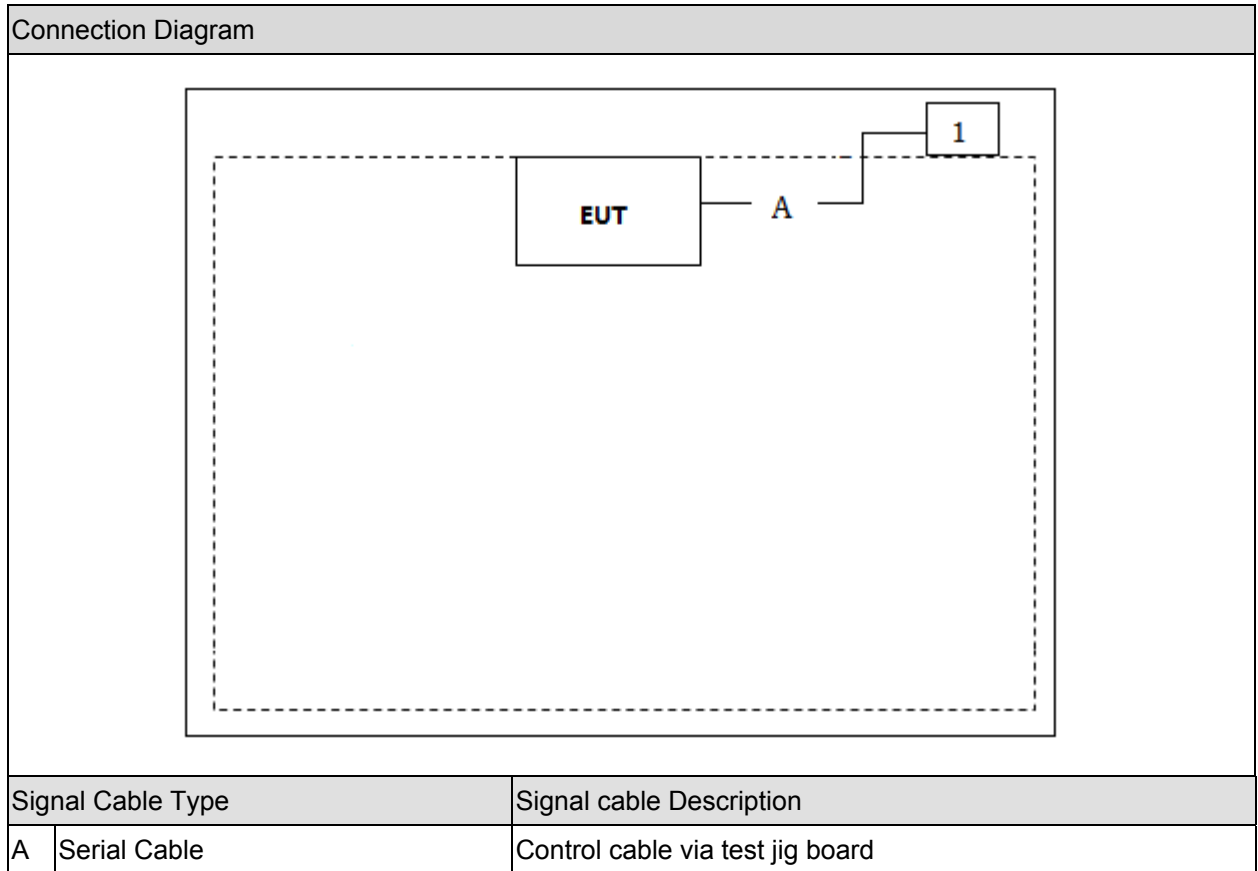 Connection Diagram
1
EUT
A
Signal Cable Type Signal cable Description
A Serial Cable Control cable via test jig board